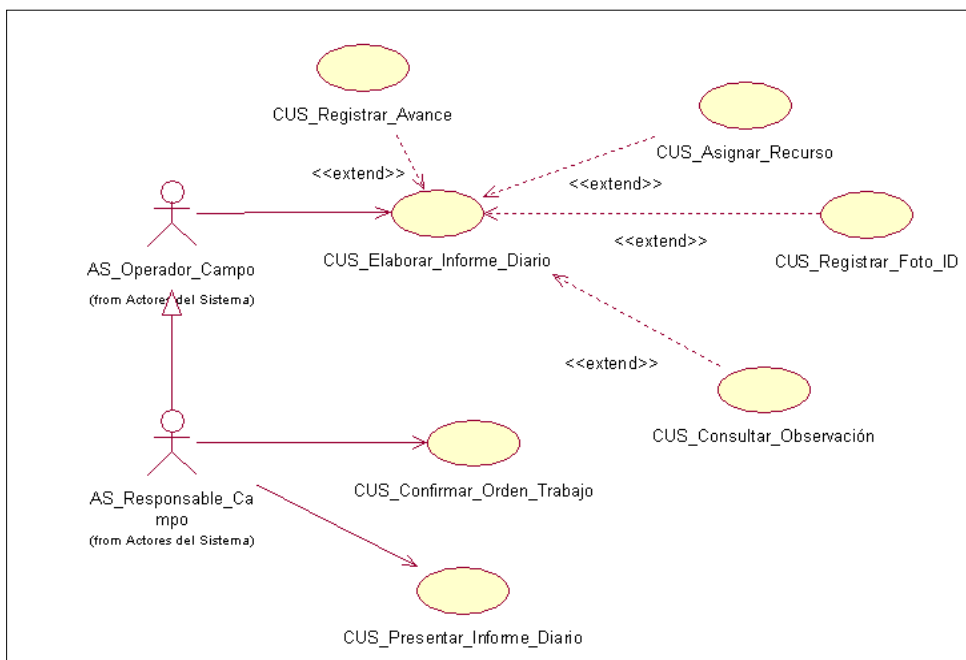 CUS_Registrar_Avance
CUS_Asignar_Recurso
<<extend>>
<<extend>>
<<extend>>
CUS_Elaborar_Informe_Diario
CUS_Registrar_Foto_ID
AS_Operador_Campo
(from Actores del Sistema)
<<extend>>
CUS_Consultar_Observación
CUS_Confirmar_Orden_Trabajo
AS_Responsable_Ca
mpo
(from Actores del Sistema)
CUS_Presentar_Informe_Diario